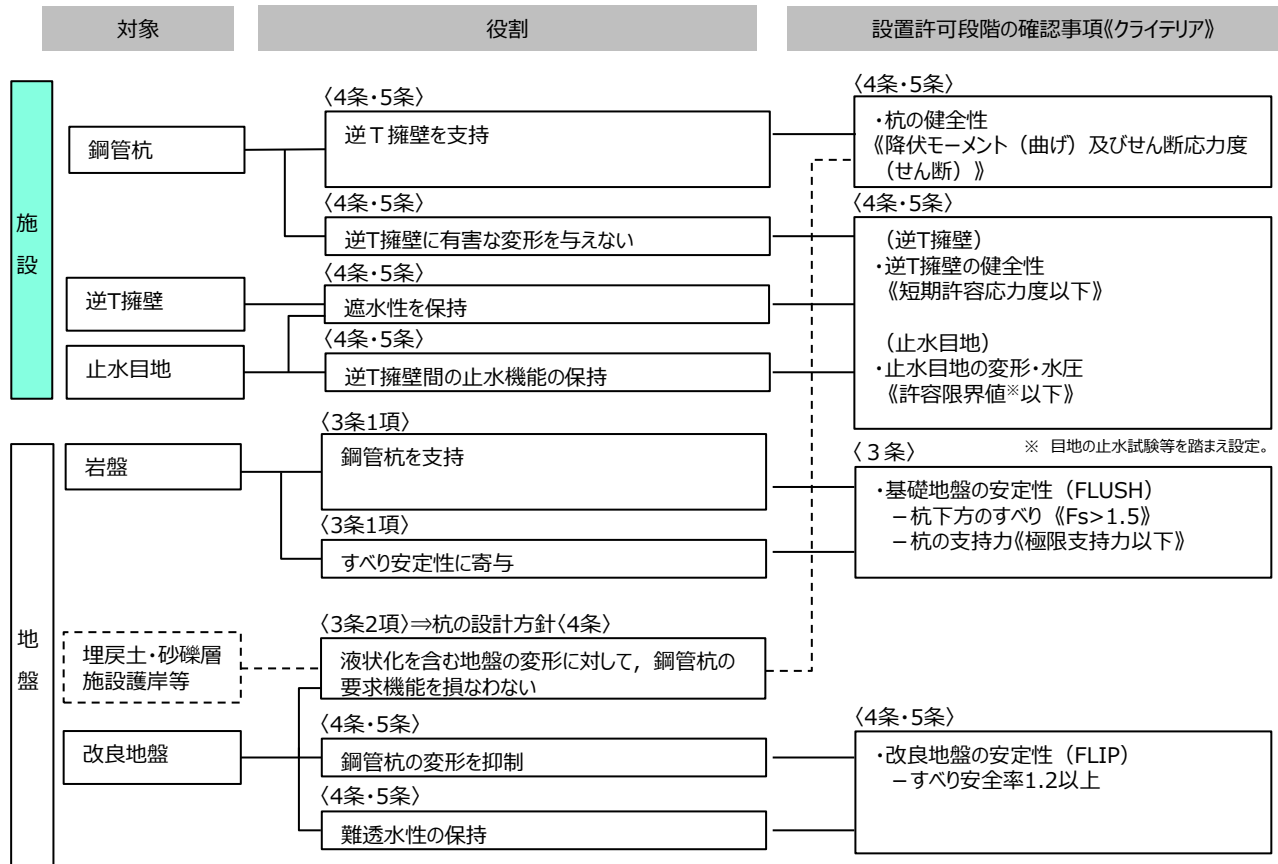 対象
役割
設置許可段階の確認事項《クライテリア》
施設
鋼管杭
〈4条・5条〉
逆T擁壁を支持
〈4条・5条〉
・杭の健全性
《降伏モーメント（曲げ）及びせん断応力度
（せん断）》
〈4条・5条〉
逆T擁壁に有害な変形を与えない
〈4条・5条〉
（逆T擁壁）
・逆T擁壁の健全性
《短期許容応力度以下》
（止水目地）
・止水目地の変形・水圧
《許容限界値※以下》
逆T擁壁
〈4条・5条〉
遮水性を保持
止水目地
〈4条・5条〉
逆T擁壁間の止水機能の保持
地盤
岩盤
〈3条1項〉
鋼管杭を支持
〈３条〉
※ 目地の止水試験等を踏まえ設定。
・基礎地盤の安定性（FLUSH）
－杭下方のすべり《Fs>1.5》
－杭の支持力《極限支持力以下》
〈3条1項〉
すべり安定性に寄与
埋戻土・砂礫層
施設護岸等
〈3条2項〉⇒杭の設計方針〈4条〉
液状化を含む地盤の変形に対して，鋼管杭の
要求機能を損なわない
改良地盤
〈4条・5条〉
鋼管杭の変形を抑制
〈4条・5条〉
・改良地盤の安定性（FLIP）
－すべり安全率1.2以上
〈4条・5条〉
難透水性の保持